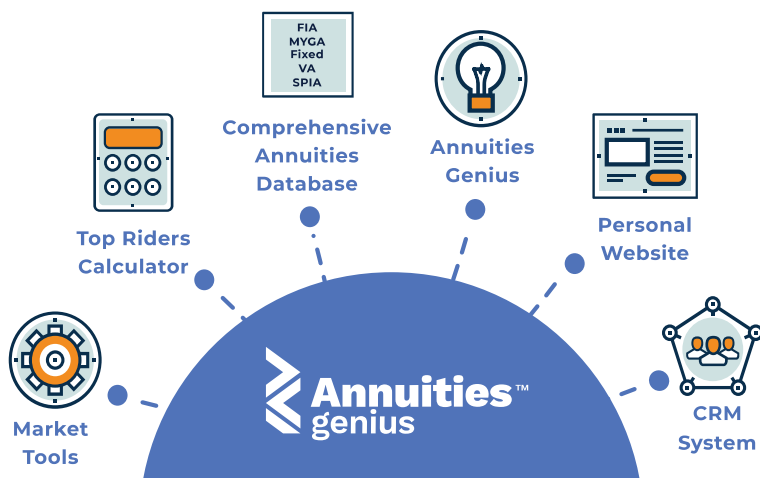 FIA
MYGA
Fixed
VA
SPIA
Comprehensive
Annuities
Database
Annuities
Genius
Top Riders
Calculator
Personal
Website
Market
Tools
CRM
System
Annuities™
genius